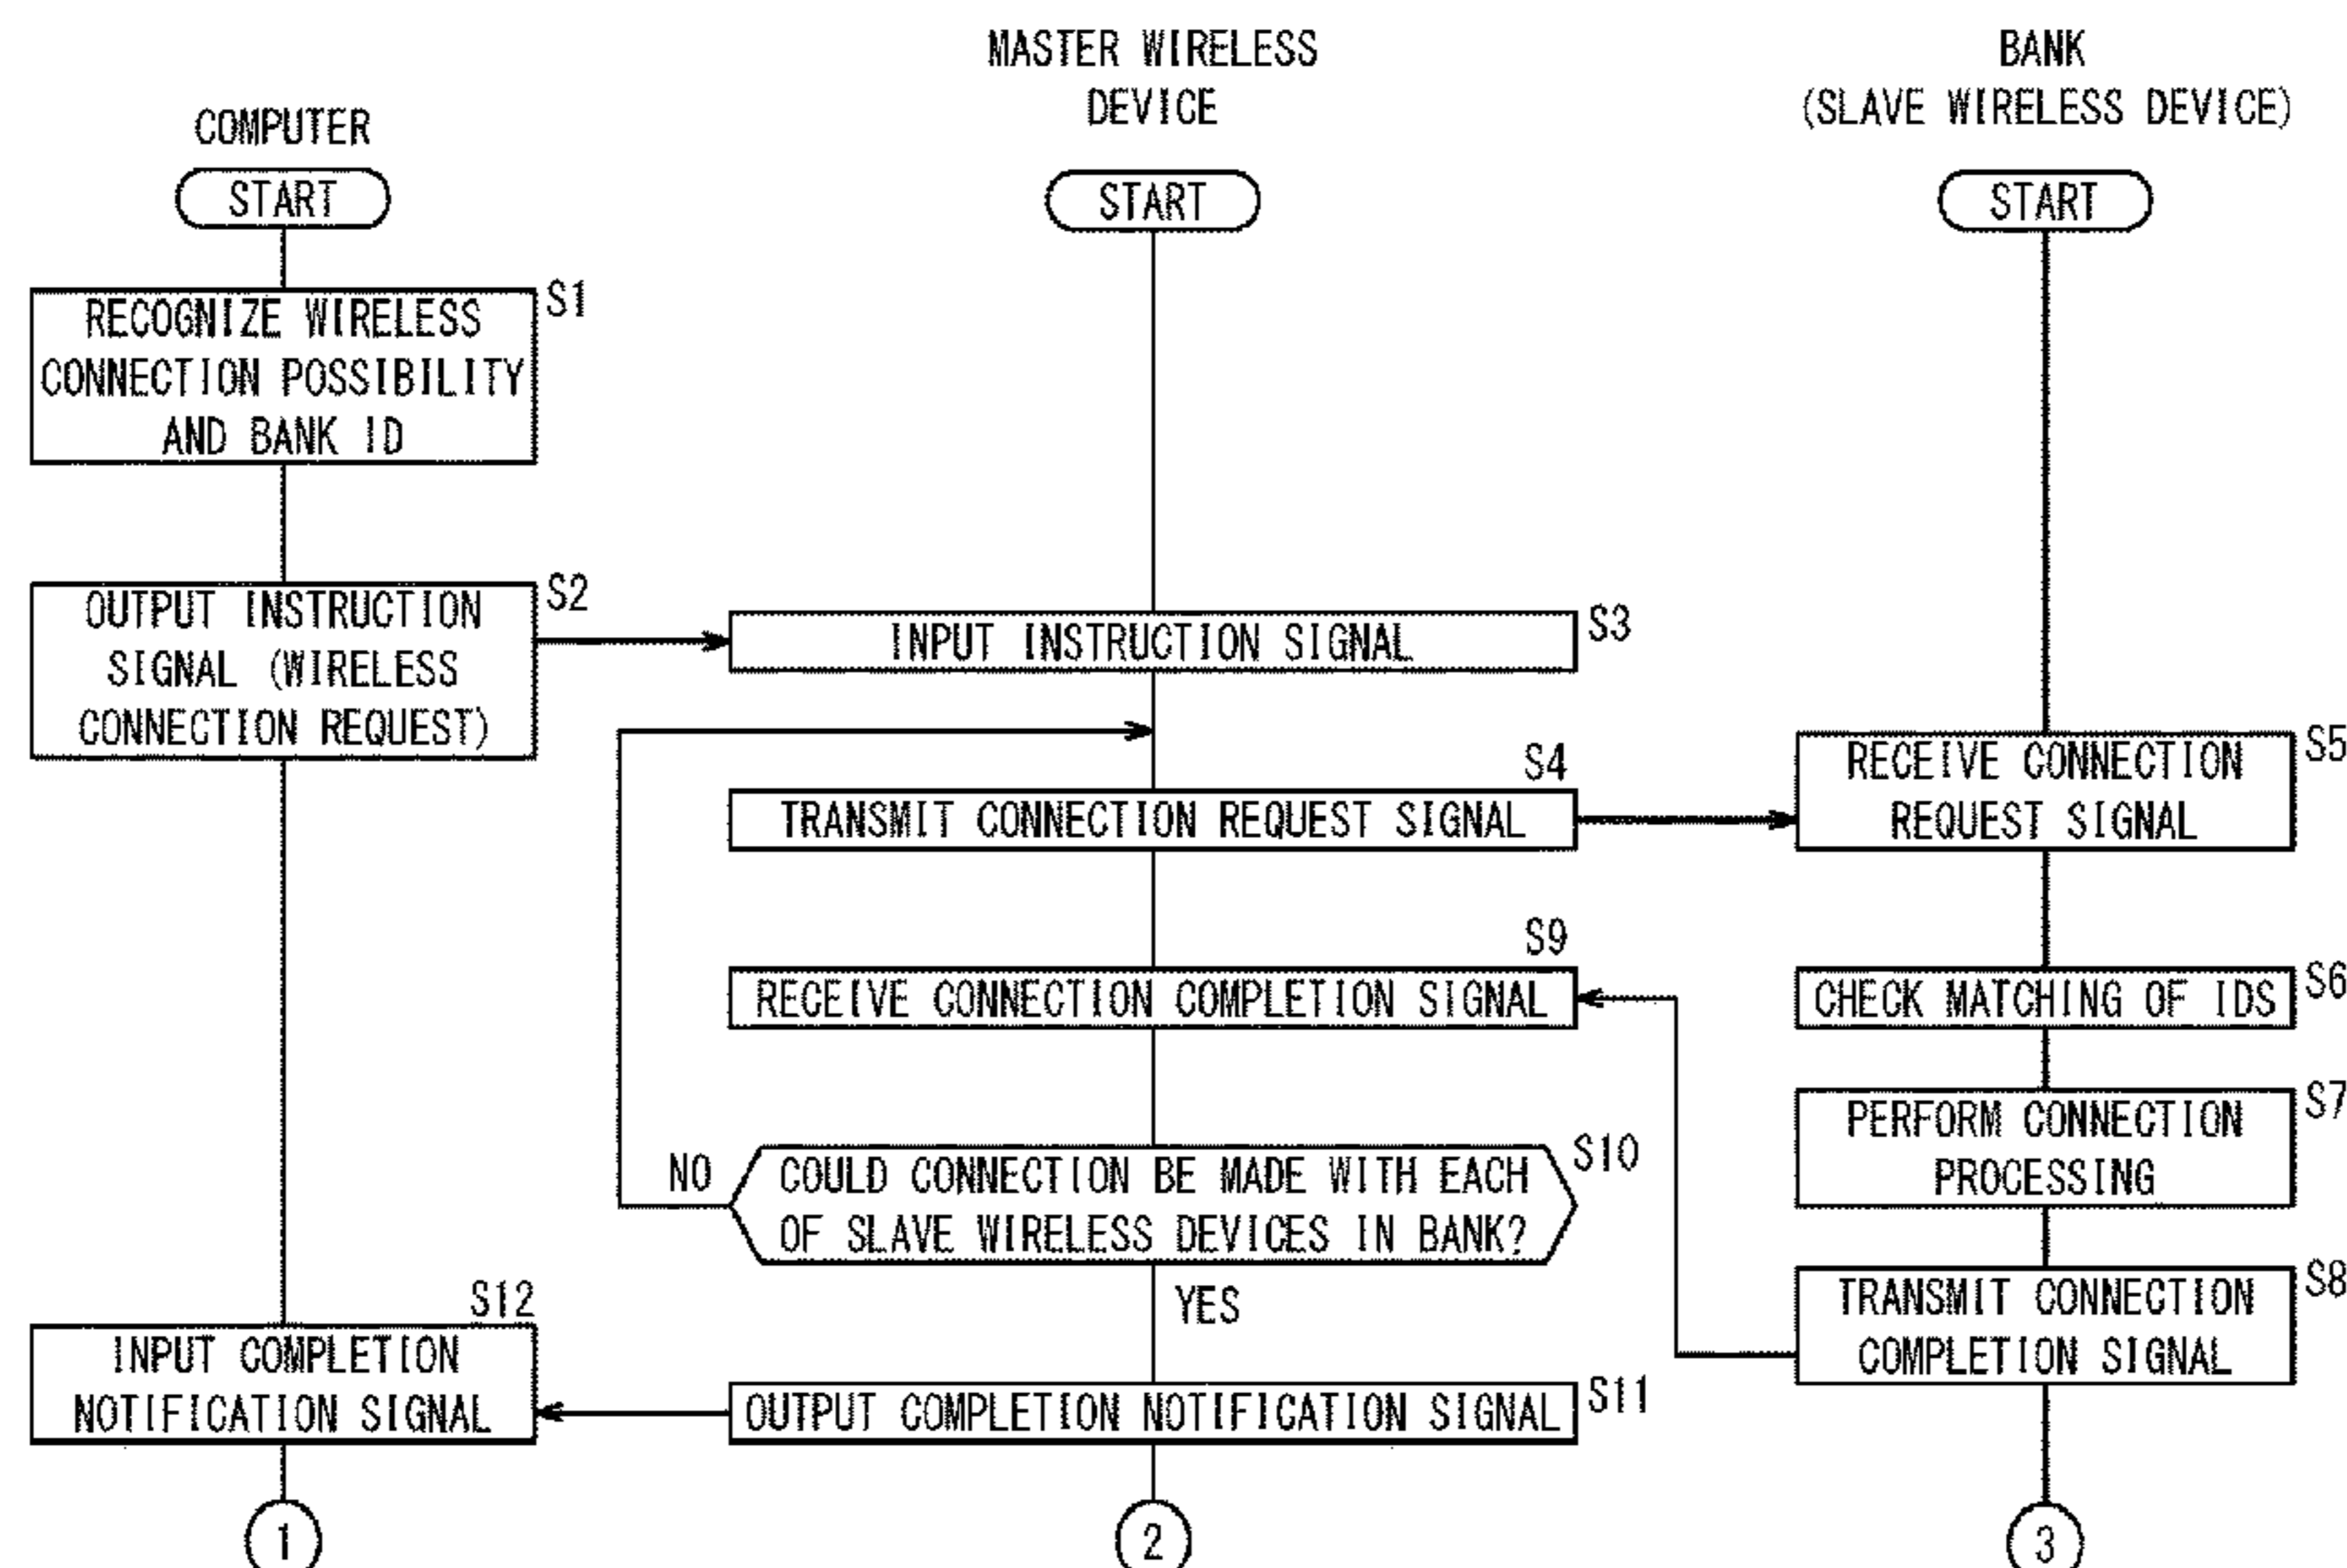 MASTER WIRELESS
DEVICE
BANK
(SLAVE WIRELESS DEVICE)
COMPUTER
START
START
START
RECOGNIZE WIRELESS
CONNECTION POSSIBILITY
AND BANK ID
S1
OUTPUT INSTRUCTION
SIGNAL (WIRELESS
CONNECTION REQUEST)
S2
INPUT INSTRUCTION SIGNAL
S3
S4
TRANSMIT CONNECTION REQUEST SIGNAL
RECEIVE CONNECTION
REQUEST SIGNAL
S5
S9
RECEIVE CONNECTION COMPLETION SIGNAL
CHECK MATCHING OF IDS
S6
PERFORM CONNECTION
PROCESSING
S7
NO
COULD CONNECTION BE MADE WITH EACH
OF SLAVE WIRELESS DEVICES IN BANK?
S10
YES
TRANSMIT CONNECTION
COMPLETION SIGNAL
S8
S12
INPUT COMPLETION
NOTIFICATION SIGNAL
OUTPUT COMPLETION NOTIFICATION SIGNAL
S11
1
2
3